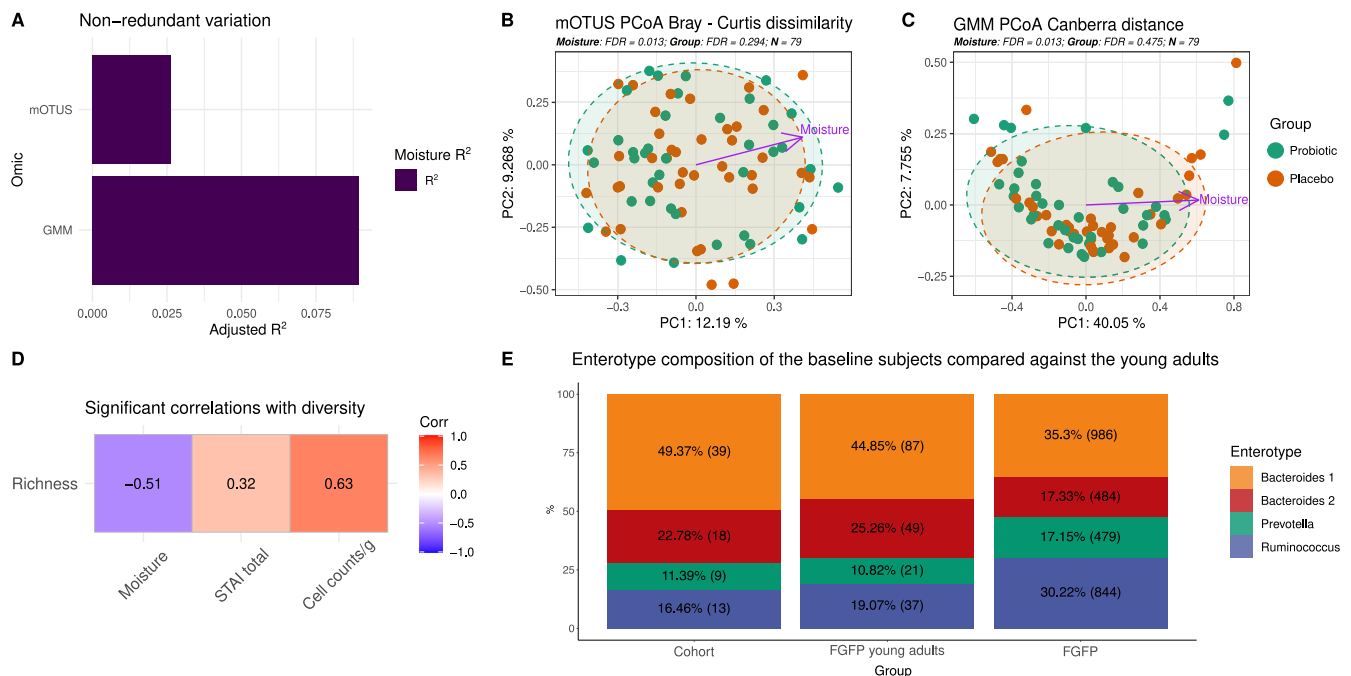 A
Non-redundant variation
Omic
mOTUS
GMM
0.000
0.025
0.050
0.075
Adjusted R²
Moisture R²
R²
B
mOTUS PCoA Bray - Curtis dissimilarity
Moisture: FDR = 0.013; Group: FDR = 0.294; N = 79
PC2: 9.268 %
0.25
0.00
−0.25
−0.50
Moisture
−0.3
0.0
0.3
PC1: 12.19 %
C
GMM PCoA Canberra distance
Moisture: FDR = 0.013; Group: FDR = 0.475; N = 79
PC2: 7.755 %
0.50
0.25
0.00
−0.25
Moisture
−0.4
0.0
0.4
0.8
PC1: 40.05 %
Group
Probiotic
Placebo
D
Significant correlations with diversity
Richness
−0.51
0.32
0.63
Moisture
STAI total
Cell counts/g
Corr
1.0
0.5
0.0
−0.5
−1.0
E
Enterotype composition of the baseline subjects compared against the young adults
%
100
75
50
25
0
49.37% (39)
22.78% (18)
11.39% (9)
16.46% (13)
44.85% (87)
25.26% (49)
10.82% (21)
19.07% (37)
35.3% (986)
17.33% (484)
17.15% (479)
30.22% (844)
Cohort
FGFP young adults
FGFP
Group
Enterotype
Bacteroides 1
Bacteroides 2
Prevotella
Ruminococcus